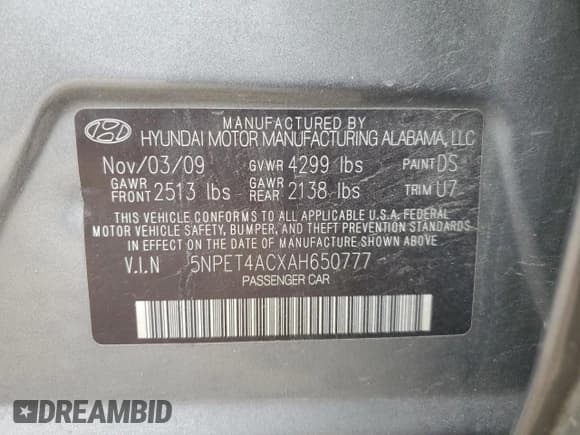 MANUFACTURED BY
HYUNDAI MOTOR MANUFACTURING ALABAMA, LLC
Nov/03/09 GVWR 4299 lbs PAINT DS
GAWR FRONT 2513 lbs GAWR REAR 2138 lbs TRIM U7
THIS VEHICLE CONFORMS TO ALL APPLICABLE U.S.A. FEDERAL
MOTOR VEHICLE SAFETY, BUMPER, AND THEFT PREVENTION STANDARDS
IN EFFECT ON THE DATE OF MANUFACTURE SHOWN ABOVE.
V.I.N 5NPET4ACXAH650777
PASSENGER CAR
DREAMBID